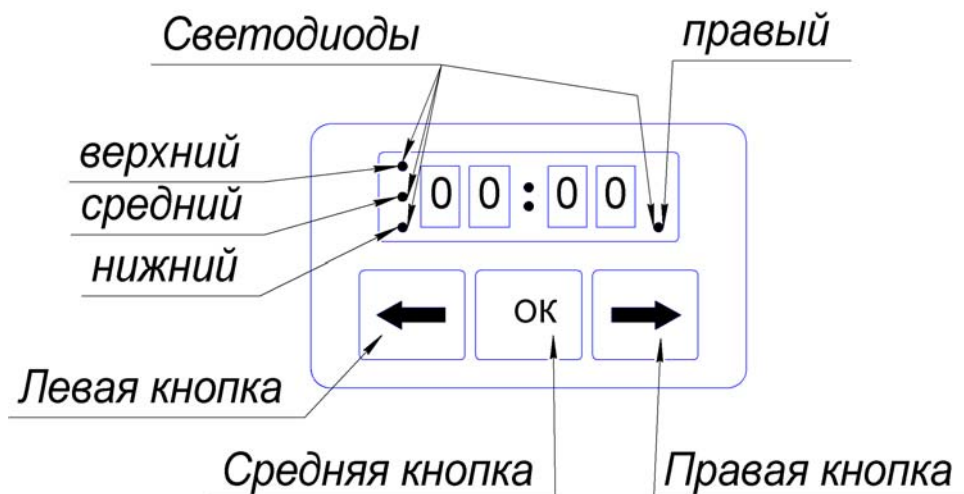 Светодиоды
правый
верхний
средний
нижний
00:00
ОК
Левая кнопка
Средняя кнопка
Правая кнопка